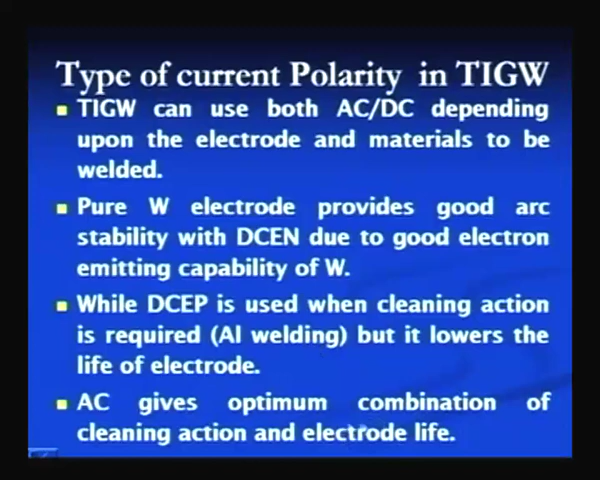 Type of current Polarity in TIGW
TIGW can use both AC/DC depending
upon the electrode and materials to be
welded.
Pure W electrode provides good arc
stability with DCEN due to good electron
emitting capability of W.
While DCEP is used when cleaning action
is required (Al welding) but it lowers the
life of electrode.
AC gives optimum combination of
cleaning action and electrode life.